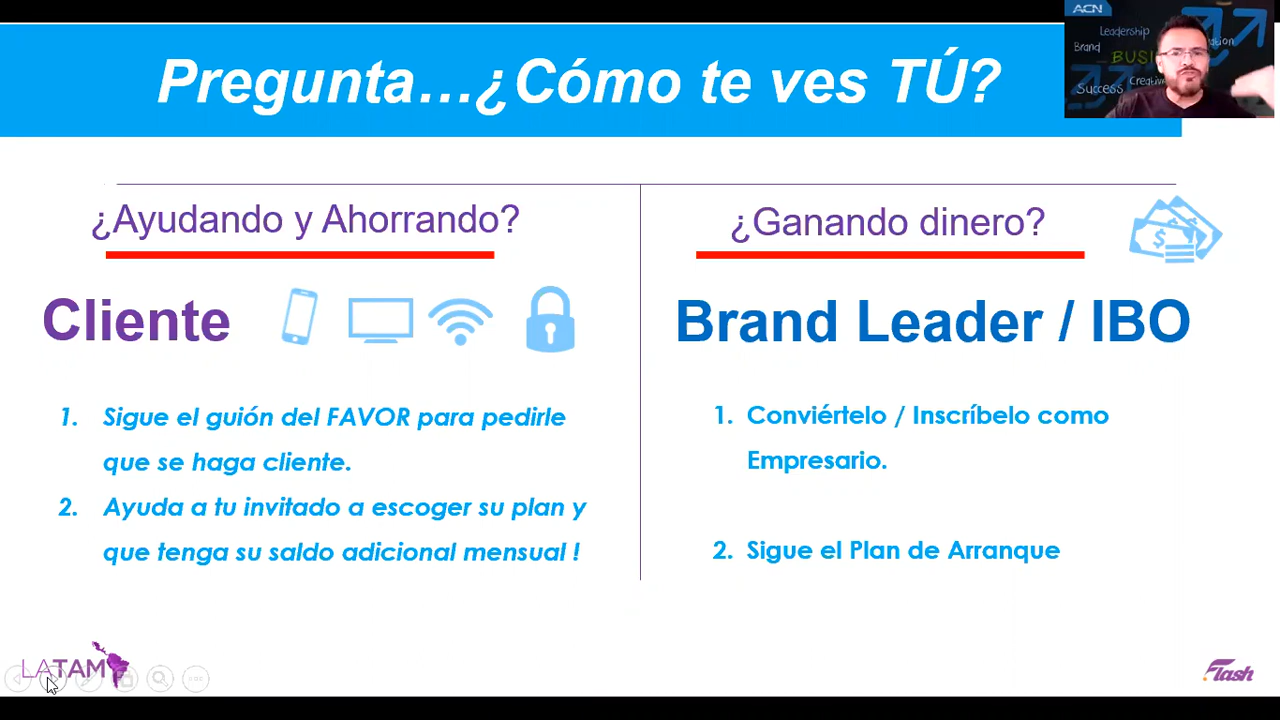 Pregunta...¿Cómo te ves TÚ?
ACN
Leadership
Brand
BUSI
Creative
Success
¿Ayudando y Ahorrando?
Cliente
1. Sigue el guión del FAVOR para pedirle
que se haga cliente.
2. Ayuda a tu invitado a escoger su plan y
que tenga su saldo adicional mensual !
¿Ganando dinero?
Brand Leader / IBO
1. Conviértelo / Inscríbelo como
Empresario.
2. Sigue el Plan de Arranque
LATAM
Flash